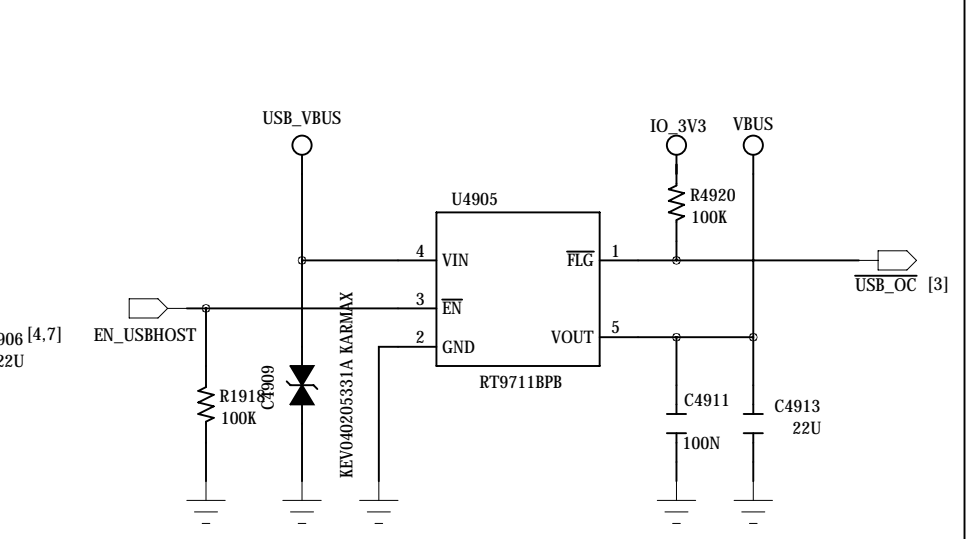 USB_VBUS
IO_3V3
VBUS
U4905
R4920
100K
4
VIN
FLG
1
USB_OC [3]
3
EN
EN_USBHOST
906 [4,7]
22U
2
GND
VOUT
5
RT9711BPB
R1918
100K
C4909
KEV040205331A KARMAX
C4911
100N
C4913
22U